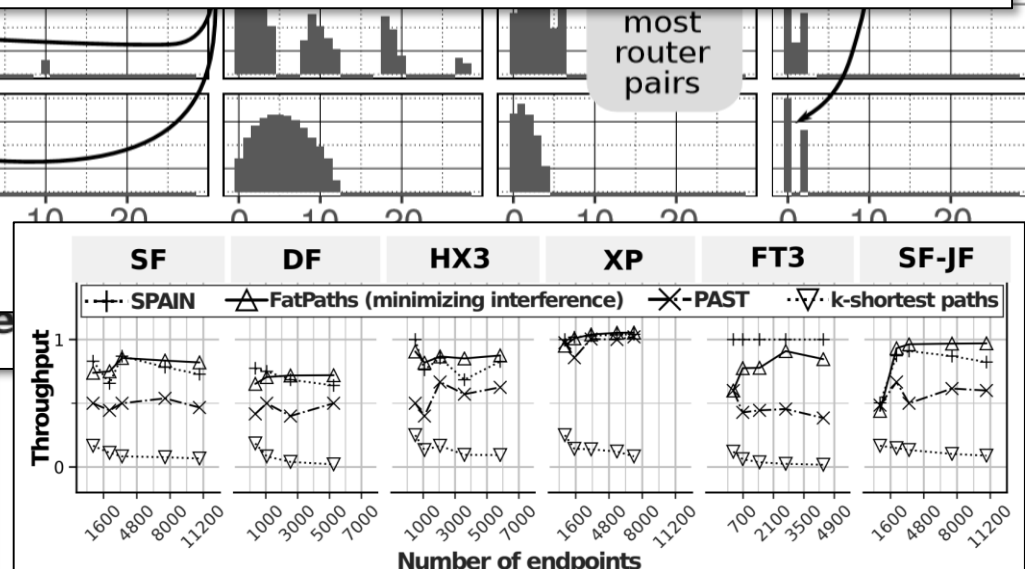 most
router
pairs
10 20 0 10 20 0 10 20 0 10 20
SF DF HX3 XP FT3 SF-JF
SPAIN FatPaths (minimizing interference) PAST k-shortest paths
Throughput
1
0
1600 4800 8000 11200 1000 3000 5000 7000 1000 3000 5000 7000 1600 4800 8000 700 2100 3500 4900 1600 4800 8000 11200
Number of endpoints